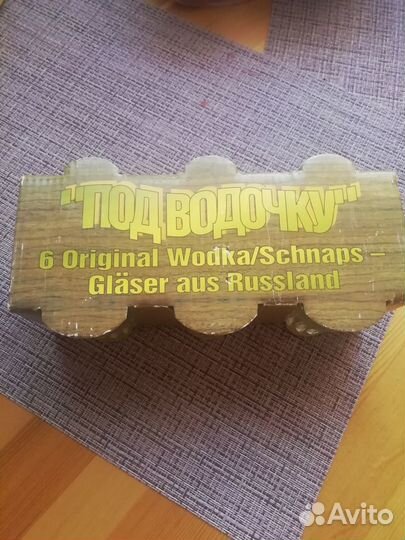 "ПОД ВОДОЧКУ"
6 Original Wodka/Schnaps –
Gläser aus Russland
Avito